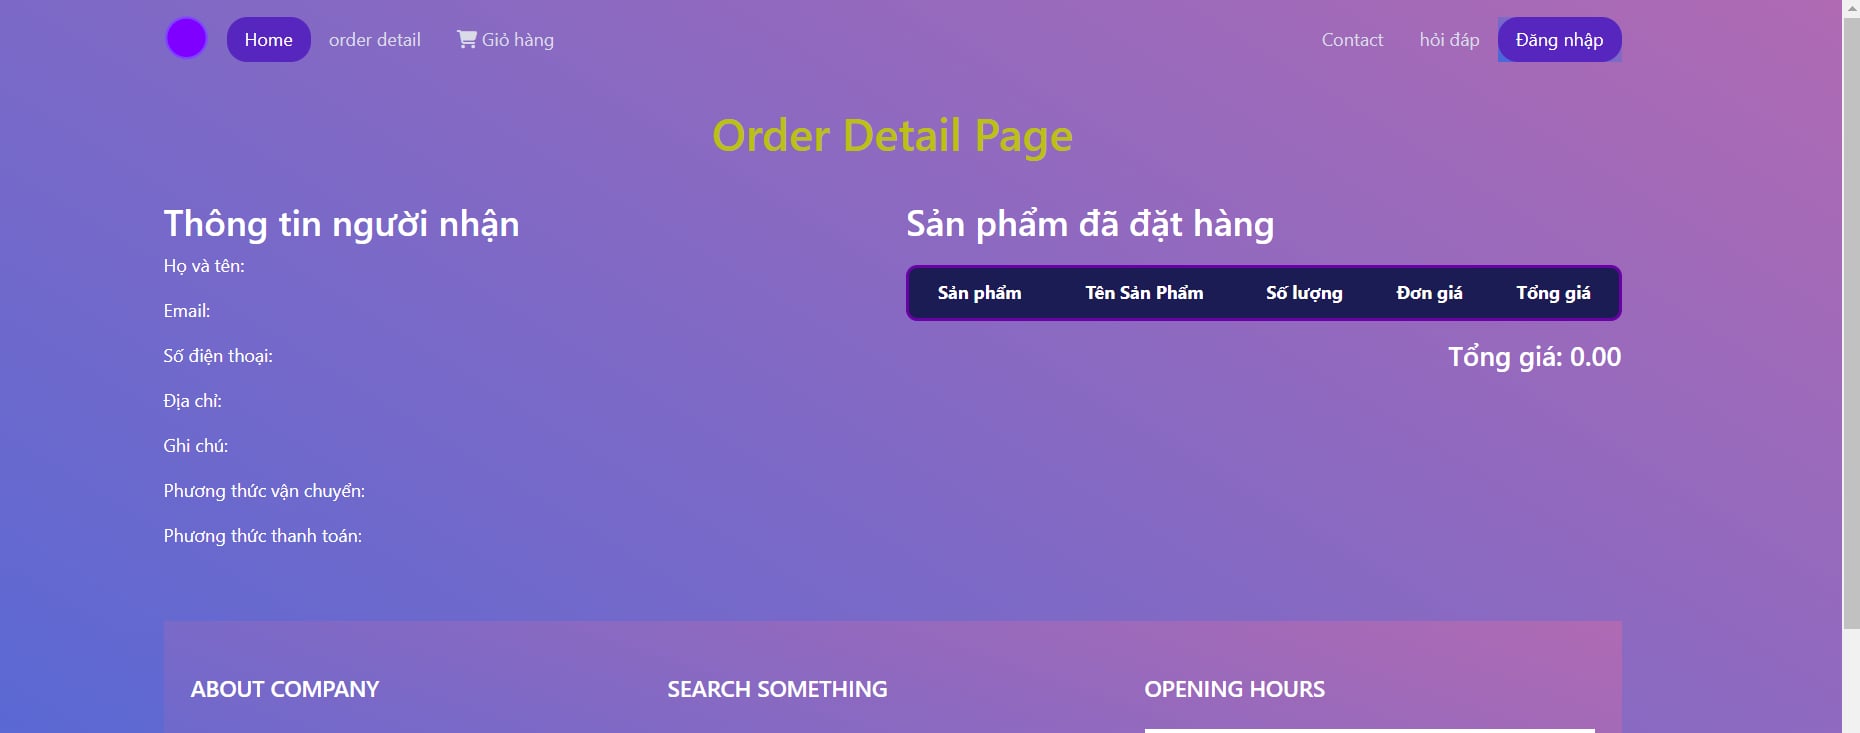 Home order detail Giỏ hàng Contact hỏi đáp Đăng nhập
Order Detail Page
Thông tin người nhận
Họ và tên:
Email:
Số điện thoại:
Địa chỉ:
Ghi chú:
Phương thức vận chuyển:
Phương thức thanh toán:
Sản phẩm đã đặt hàng
Sản phẩm Tên Sản Phẩm Số lượng Đơn giá Tổng giá
Tổng giá: 0.00
ABOUT COMPANY SEARCH SOMETHING OPENING HOURS